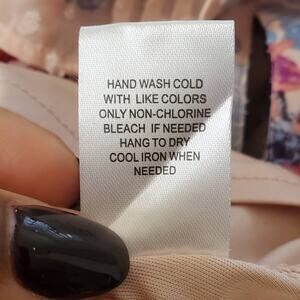 HAND WASH COLD
WITH LIKE COLORS
ONLY NON-CHLORINE
BLEACH IF NEEDED
HANG TO DRY
COOL IRON WHEN
NEEDED